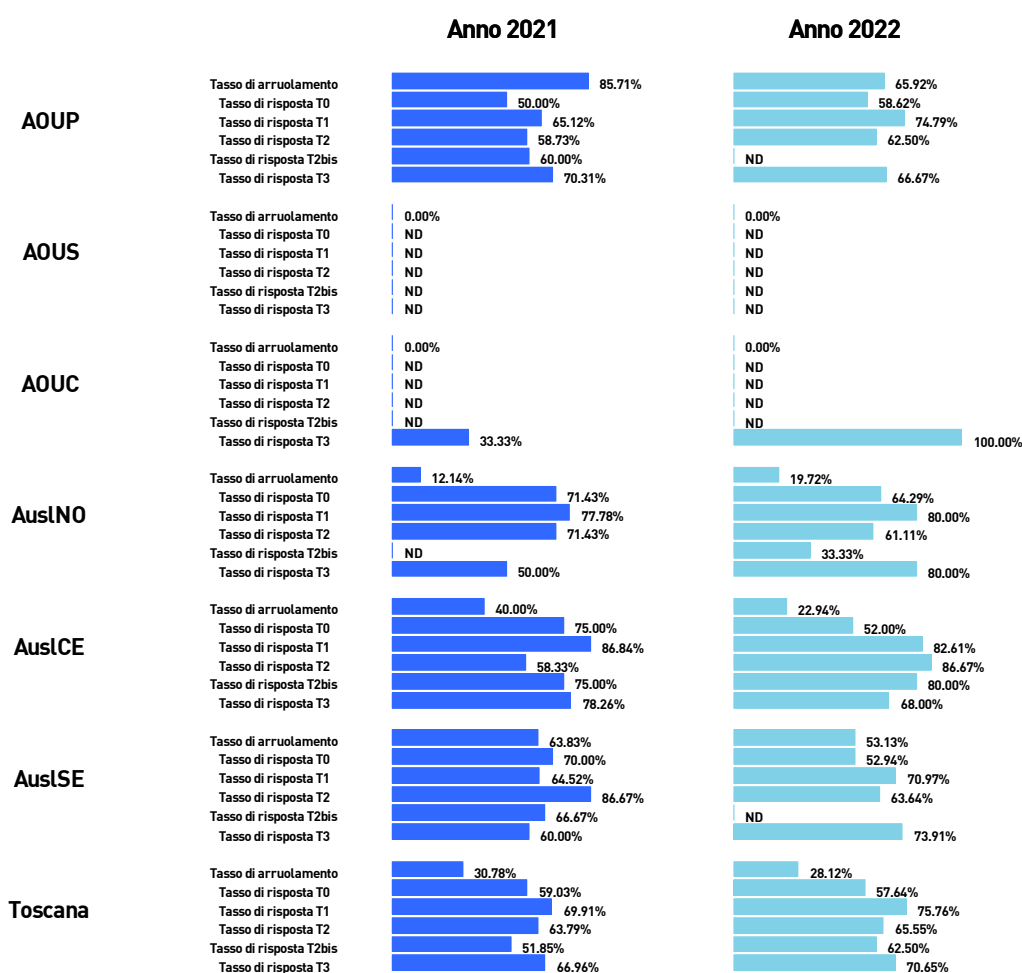 Anno 2021 Anno 2022
AOUP
Tasso di arruolamento 85.71% 65.92%
Tasso di risposta T0 50.00% 58.62%
Tasso di risposta T1 65.12% 74.79%
Tasso di risposta T2 58.73% 62.50%
Tasso di risposta T2bis 60.00% ND
Tasso di risposta T3 70.31% 66.67%
AOUS
Tasso di arruolamento 0.00% 0.00%
Tasso di risposta T0 ND ND
Tasso di risposta T1 ND ND
Tasso di risposta T2 ND ND
Tasso di risposta T2bis ND ND
Tasso di risposta T3 ND ND
AOUC
Tasso di arruolamento 0.00% 0.00%
Tasso di risposta T0 ND ND
Tasso di risposta T1 ND ND
Tasso di risposta T2 ND ND
Tasso di risposta T2bis ND ND
Tasso di risposta T3 33.33% 100.00%
AuslNO
Tasso di arruolamento 12.14% 19.72%
Tasso di risposta T0 71.43% 64.29%
Tasso di risposta T1 77.78% 80.00%
Tasso di risposta T2 71.43% 61.11%
Tasso di risposta T2bis ND 33.33%
Tasso di risposta T3 50.00% 80.00%
AuslCE
Tasso di arruolamento 40.00% 22.94%
Tasso di risposta T0 75.00% 52.00%
Tasso di risposta T1 86.84% 82.61%
Tasso di risposta T2 58.33% 86.67%
Tasso di risposta T2bis 75.00% 80.00%
Tasso di risposta T3 78.26% 68.00%
AuslSE
Tasso di arruolamento 63.83% 53.13%
Tasso di risposta T0 70.00% 52.94%
Tasso di risposta T1 64.52% 70.97%
Tasso di risposta T2 86.67% 63.64%
Tasso di risposta T2bis 66.67% ND
Tasso di risposta T3 60.00% 73.91%
Toscana
Tasso di arruolamento 30.78% 28.12%
Tasso di risposta T0 59.03% 57.64%
Tasso di risposta T1 69.91% 75.76%
Tasso di risposta T2 63.79% 65.55%
Tasso di risposta T2bis 51.85% 62.50%
Tasso di risposta T3 66.96% 70.65%